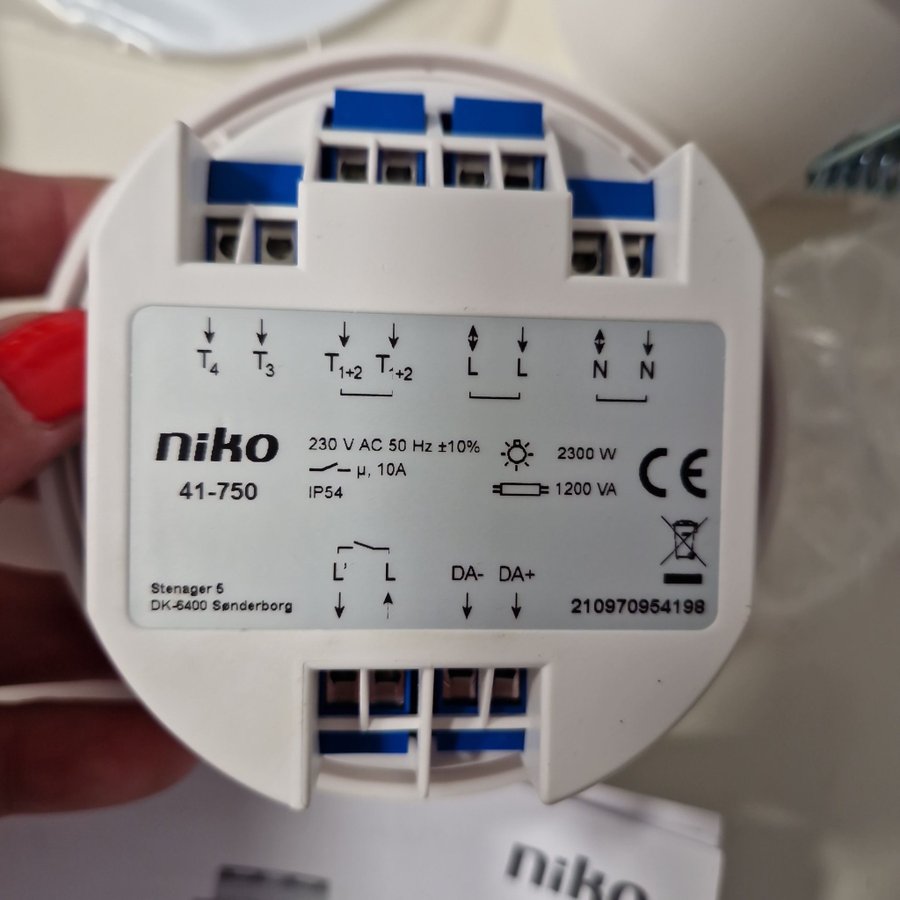 T4 T3 T1+2 T1+2 L L N N
niko
41-750
230 V AC 50 Hz ±10%
µ, 10A
IP54
2300 W
1200 VA
CE
L' L DA- DA+
Stenager 5
DK-6400 Sønderborg
210970954198
niko